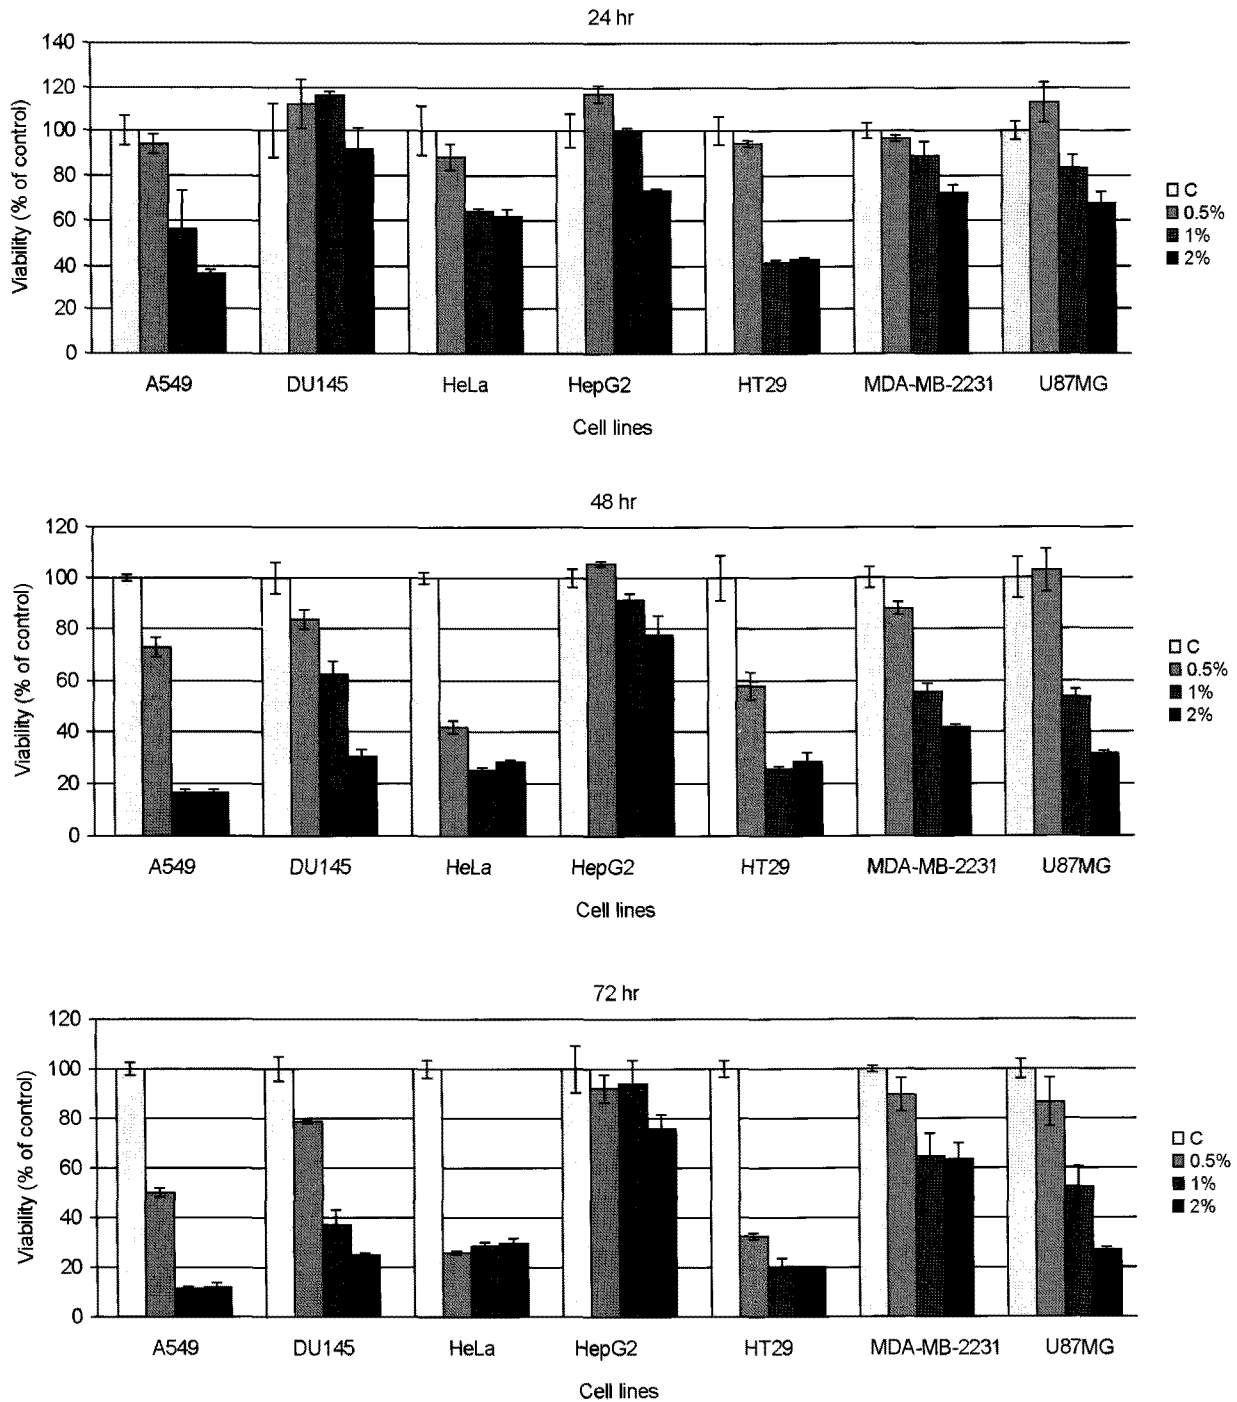 24 hr
140
120
100
80
60
40
20
0
Viability (% of control)
A549 DU145 HeLa HepG2 HT29 MDA-MB-2231 U87MG
Cell lines
C
0.5%
1%
2%
48 hr
120
100
80
60
40
20
0
Viability (% of control)
A549 DU145 HeLa HepG2 HT29 MDA-MB-2231 U87MG
Cell lines
C
0.5%
1%
2%
72 hr
120
100
80
60
40
20
0
Viability (% of control)
A549 DU145 HeLa HepG2 HT29 MDA-MB-2231 U87MG
Cell lines
C
0.5%
1%
2%